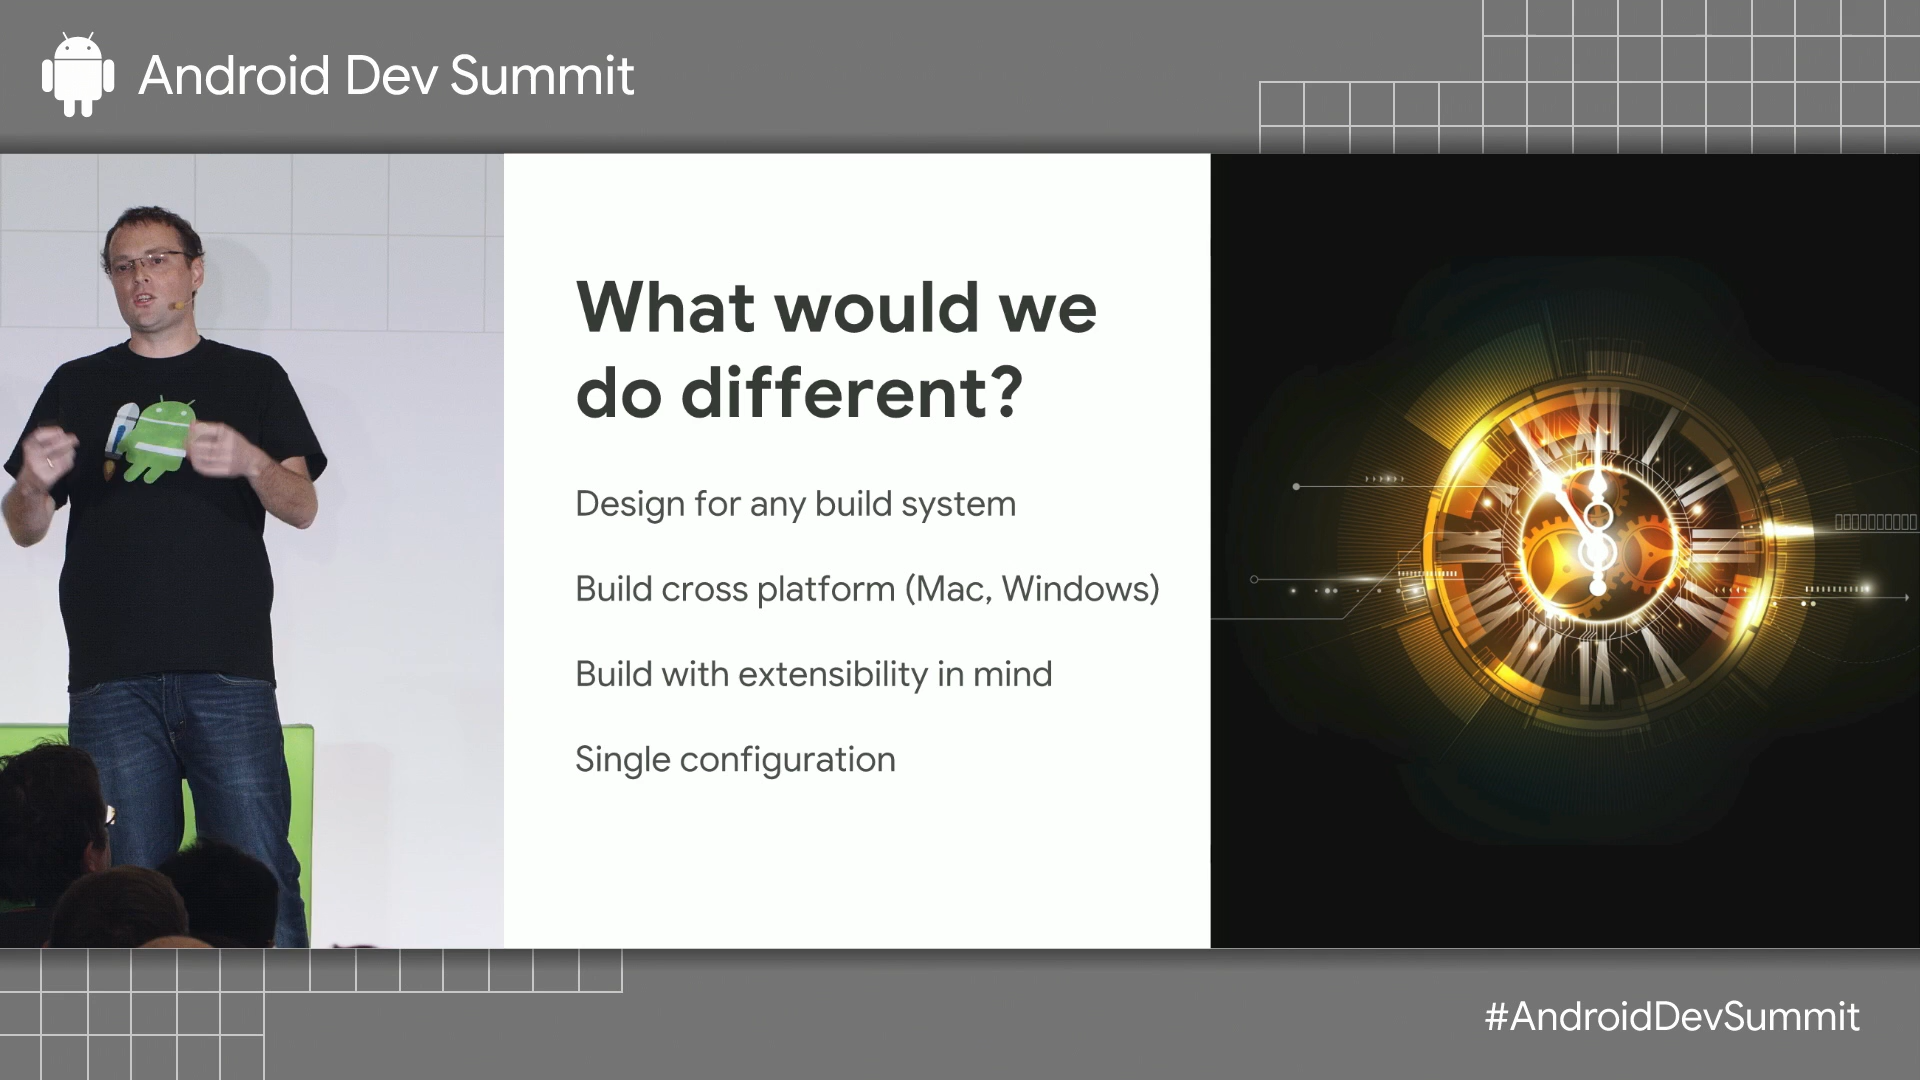 Android Dev Summit
What would we
do different?
Design for any build system
Build cross platform (Mac, Windows)
Build with extensibility in mind
Single configuration
#AndroidDevSummit